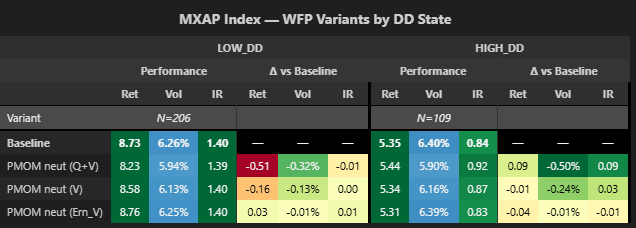 MXAP Index — WFP Variants by DD State
LOW_DD HIGH_DD
Performance Δ vs Baseline Performance Δ vs Baseline
Ret Vol IR Ret Vol IR Ret Vol IR Ret Vol IR
Variant N=206 N=109
Baseline 8.73 6.26% 1.40 — — — 5.35 6.40% 0.84 — — —
PMOM neut (Q+V) 8.23 5.94% 1.39 -0.51 -0.32% -0.01 5.44 5.90% 0.92 0.09 -0.50% 0.09
PMOM neut (V) 8.58 6.13% 1.40 -0.16 -0.13% 0.00 5.34 6.16% 0.87 -0.01 -0.24% 0.03
PMOM neut (Ern_V) 8.76 6.25% 1.40 0.03 -0.01% 0.01 5.31 6.39% 0.83 -0.04 -0.01% -0.01